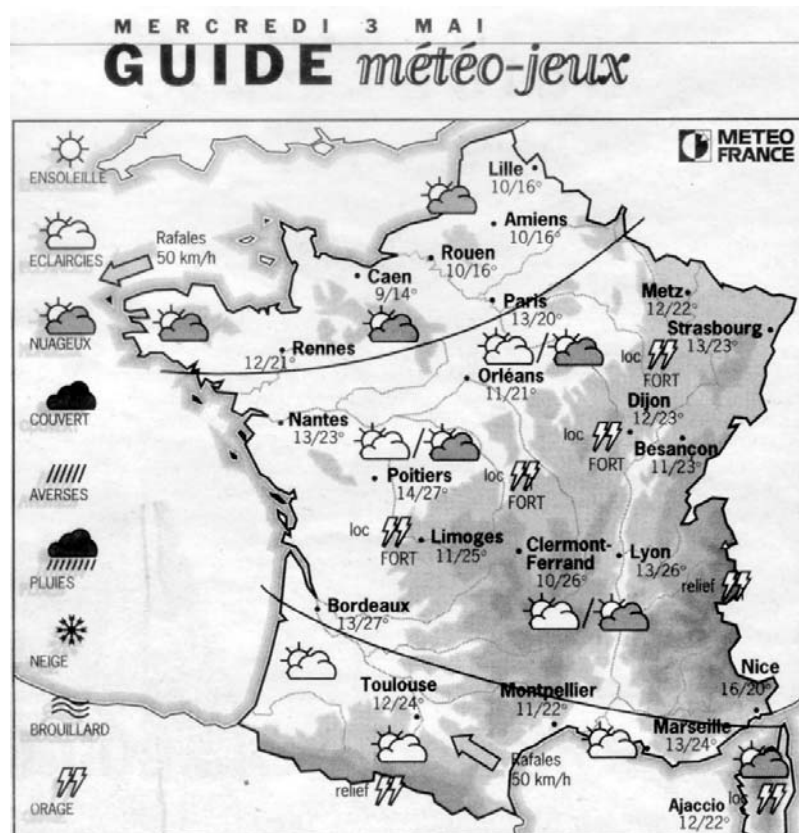 MERCREDI 3 MAI
GUIDE météo-jeux
METEO
FRANCE
ENSOLEILLE
ECLAIRCIES
NUAGEUX
COUVERT
AVERSES
PLUIES
NEIGE
BROUILLARD
ORAGE
Rafales
50 km/h
Lille
10/16°
Amiens
10/16°
Rouen
10/16°
Caen
9/14°
Paris
13/20°
Metz
12/22°
Strasbourg
13/23°
Rennes
12/21°
loc
FORT
Orléans
11/21°
Dijon
12/23°
Nantes
13/23°
loc
FORT
Besançon
11/23°
Poitiers
14/27°
loc
FORT
loc
FORT
Limoges
11/25°
Clermont-
Ferrand
10/26°
Lyon
13/26°
relief
Bordeaux
13/27°
Nice
16/20°
Toulouse
12/24°
Montpellier
11/22°
Marseille
13/24°
Rafales
50 km/h
relief
loc
Ajaccio
12/22°